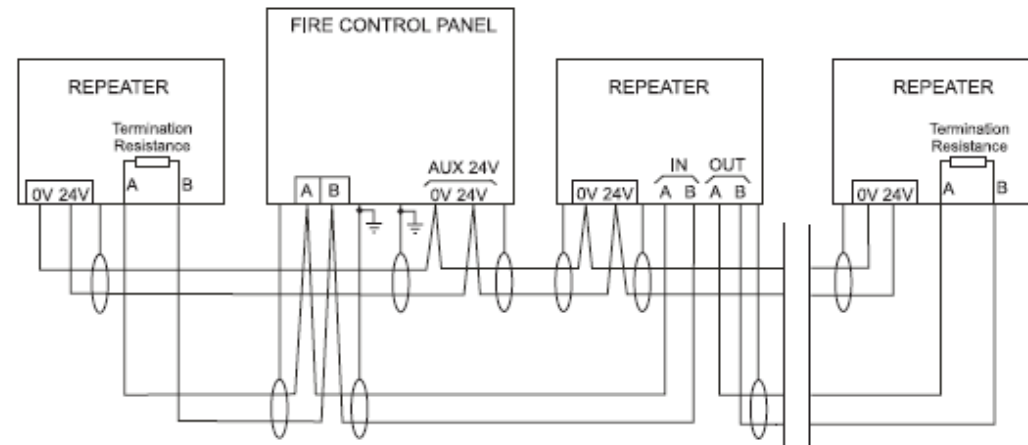 FIRE CONTROL PANEL
REPEATER
REPEATER
REPEATER
Termination
Resistance
Termination
Resistance
A B
0V 24V
A B
AUX 24V
0V 24V
IN OUT
0V 24V
A B A B
A B
0V 24V